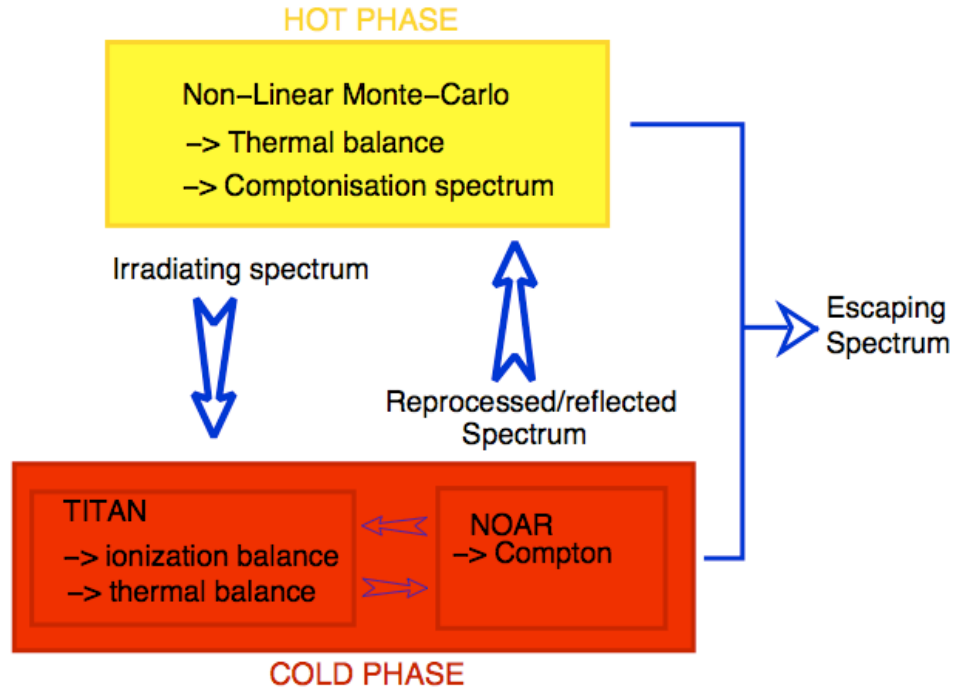 HOT PHASE
Non-Linear Monte-Carlo
-> Thermal balance
-> Comptonisation spectrum
Irradiating spectrum
Escaping
Spectrum
Reprocessed/reflected
Spectrum
TITAN
-> ionization balance
-> thermal balance
NOAR
-> Compton
COLD PHASE